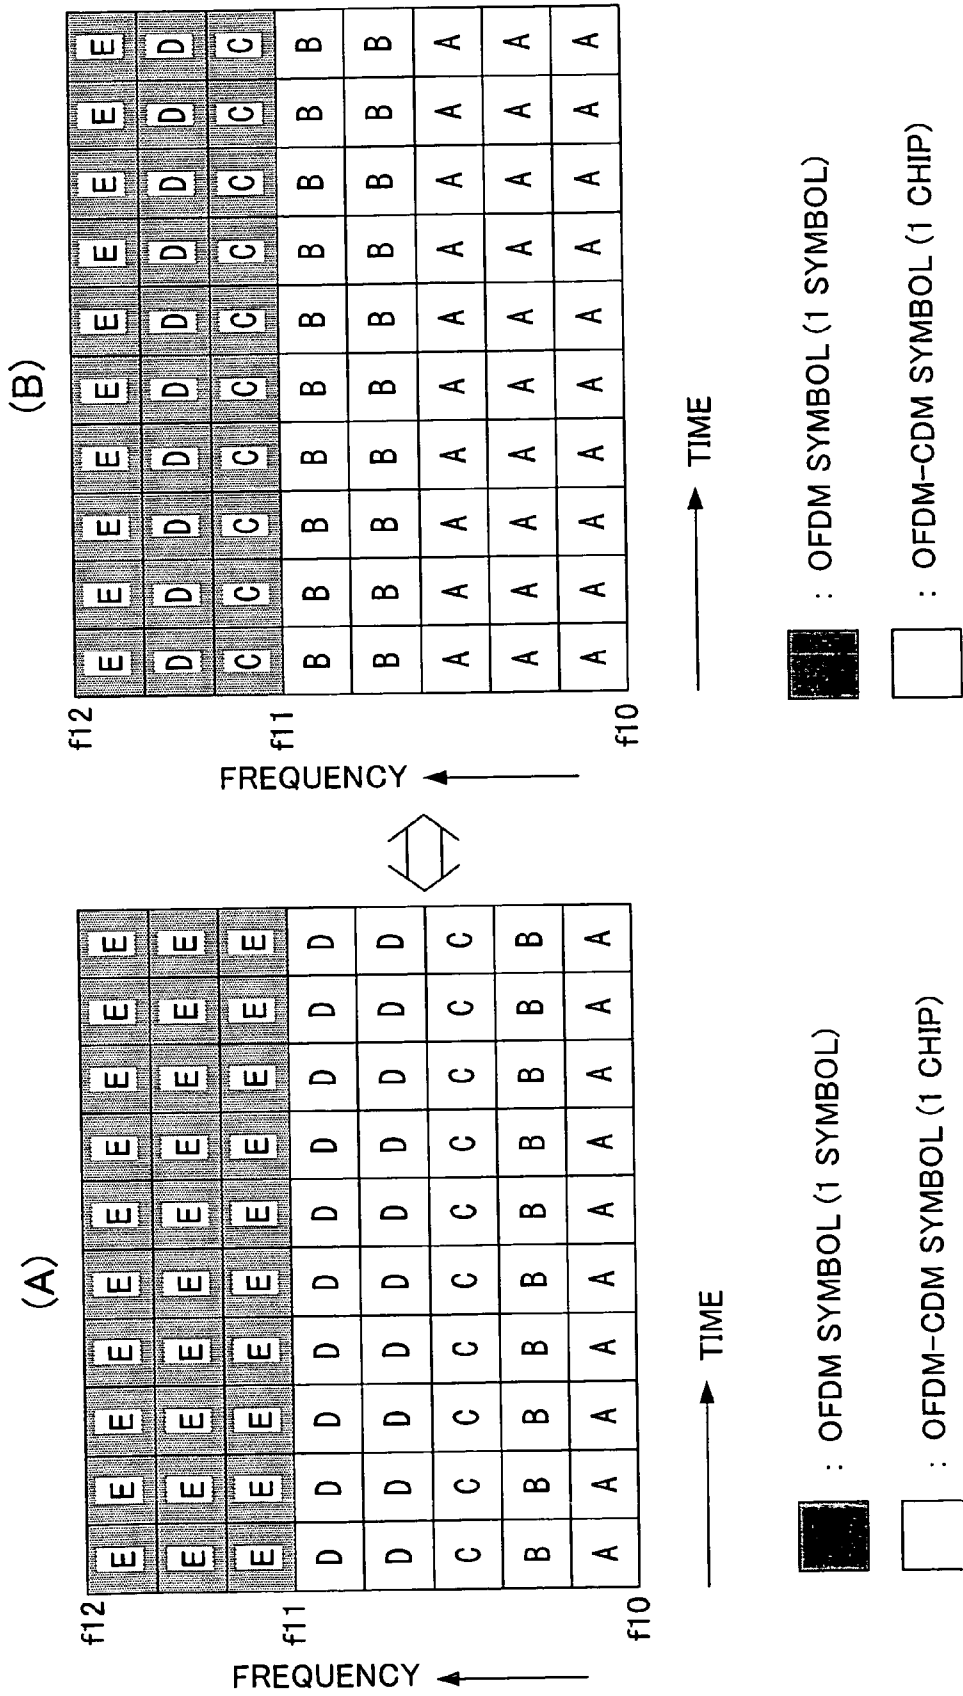 (A)
f12
E E E E E E E E E E
E E E E E E E E E E
E E E E E E E E E E
f11
D D D D D D D D D D
D D D D D D D D D D
C C C C C C C C C C
B B B B B B B B B B
A A A A A A A A A A
f10
FREQUENCY
TIME
: OFDM SYMBOL (1 SYMBOL)
: OFDM-CDM SYMBOL (1 CHIP)
(B)
f12
E E E E E E E E E E
D D D D D D D D D D
C C C C C C C C C C
f11
B B B B B B B B B B
B B B B B B B B B B
A A A A A A A A A A
A A A A A A A A A A
A A A A A A A A A A
f10
FREQUENCY
TIME
: OFDM SYMBOL (1 SYMBOL)
: OFDM-CDM SYMBOL (1 CHIP)